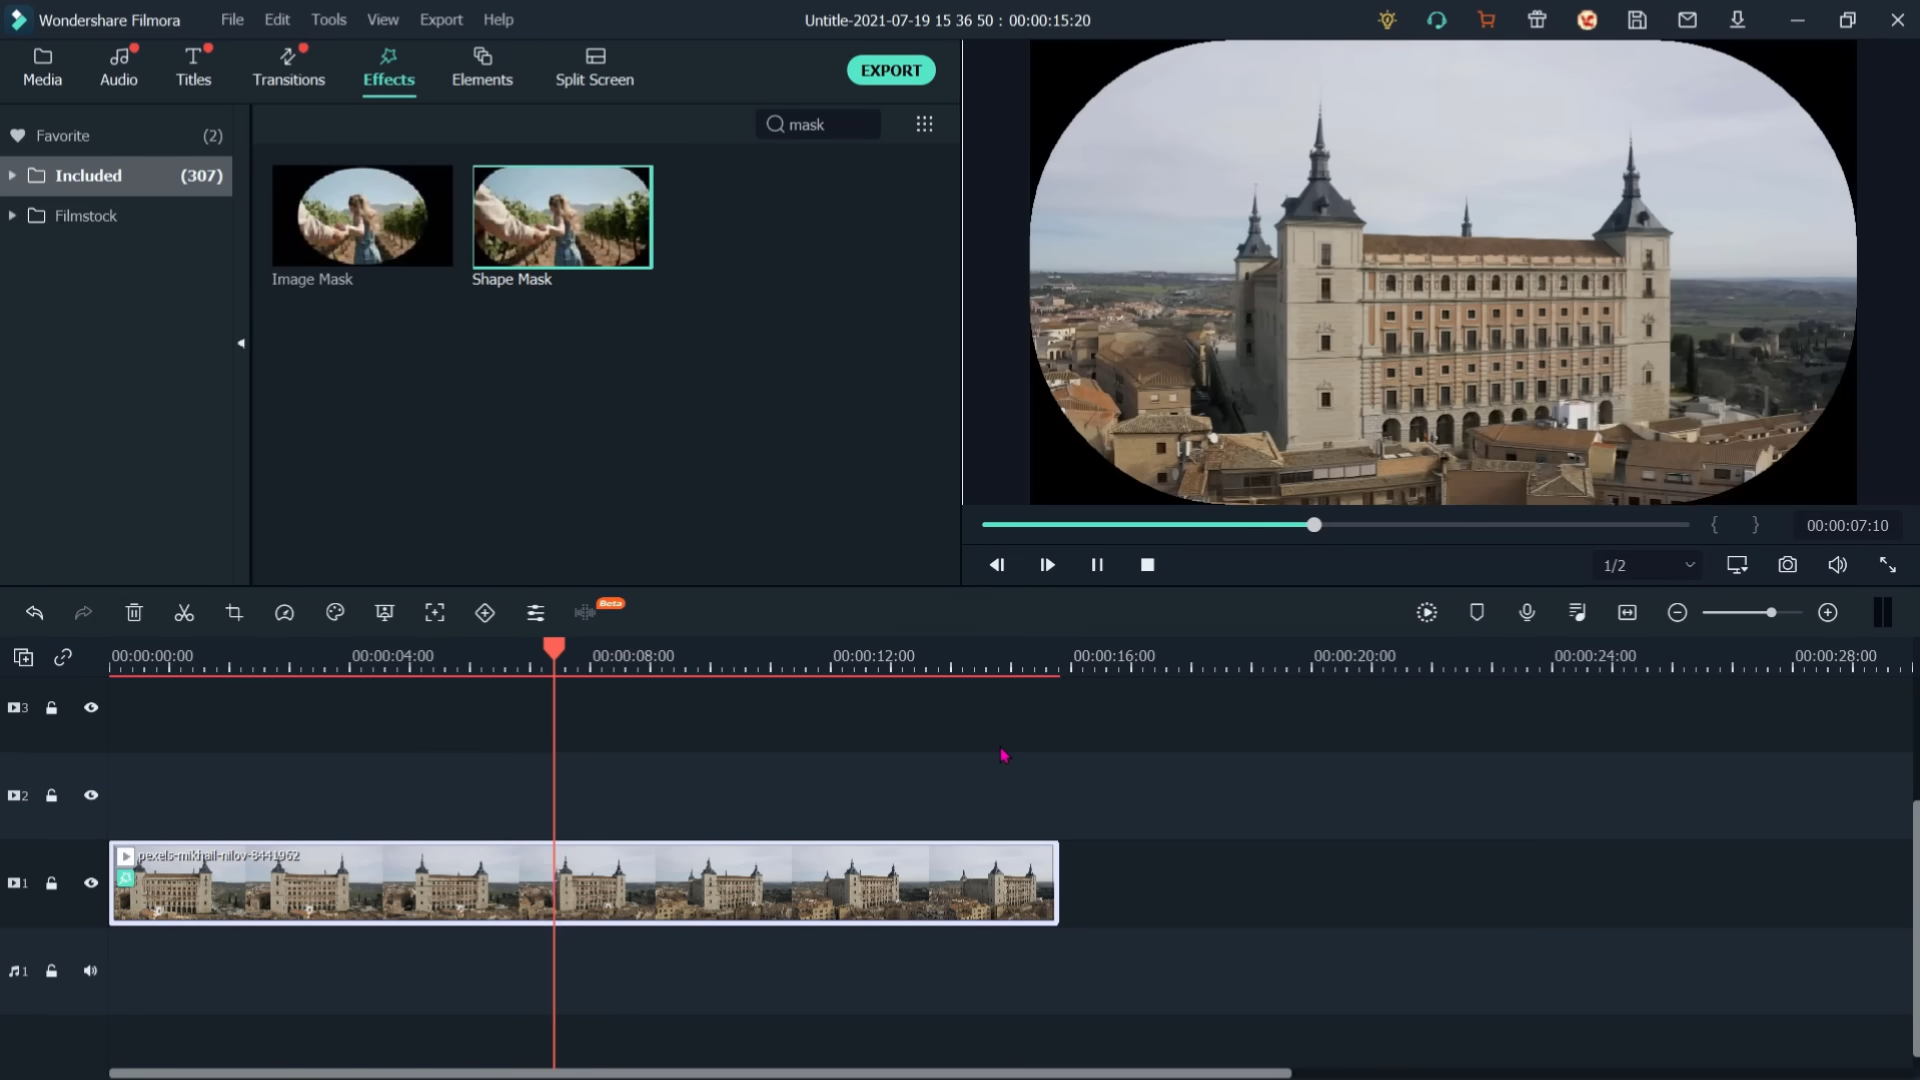 Wondershare Filmora File Edit Tools View Export Help Untitle-2021-07-19 15 36 50 : 00:00:15:20
Media Audio Titles Transitions Effects Elements Split Screen EXPORT
Favorite (2)
mask
Included (307)
Filmstock
Image Mask Shape Mask
{ } 00:00:07:10
1/2
Beta
00:00:00:00 00:00:04:00 00:00:08:00 00:00:12:00 00:00:16:00 00:00:20:00 00:00:24:00 00:00:28:00
3
2
pexels-mikhail-nilov-8441962
1
1